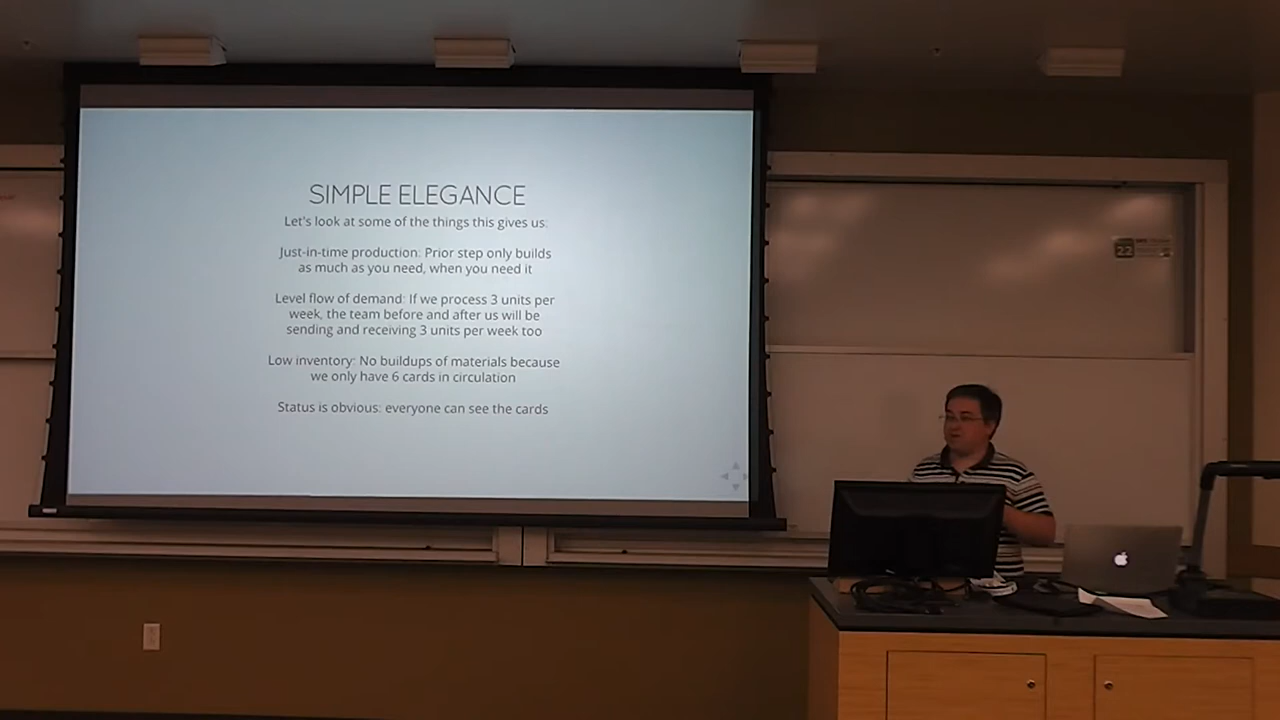 SIMPLE ELEGANCE
Let's look at some of the things this gives us:
Just-in-time production: Prior step only builds
as much as you need, when you need it
Level flow of demand: If we process 3 units per
week, the team before and after us will be
sending and receiving 3 units per week too
Low inventory: No buildups of materials because
we only have 6 cards in circulation
Status is obvious: everyone can see the cards
22